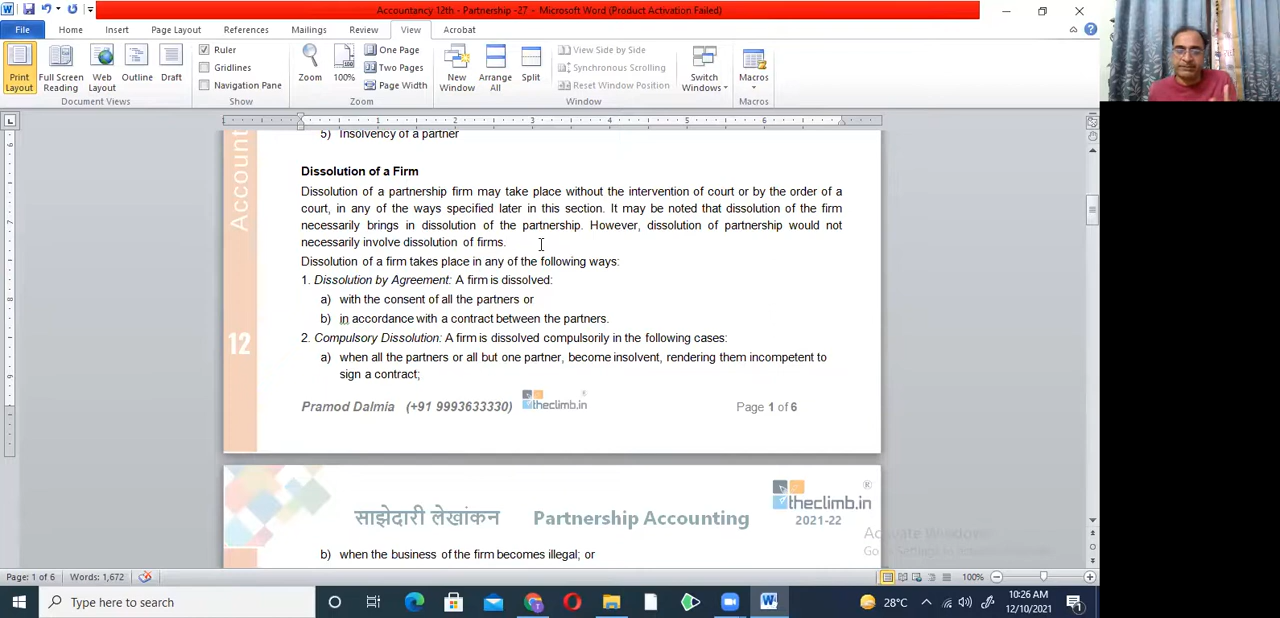 Accountancy 12th - Partnership -27 – Microsoft Word (Product Activation Failed)
File Home Insert Page Layout References Mailings Review View Acrobat
Print Layout
Full Screen Reading
Web Layout
Outline
Draft
Ruler
Gridlines
Navigation Pane
Zoom
100%
One Page
Two Pages
Page Width
New Window
Arrange All
Split
View Side by Side
Synchronous Scrolling
Reset Window Position
Switch Windows
Macros
Document Views Show Zoom Window Macros
5) Insolvency of a partner
Account
Dissolution of a Firm
Dissolution of a partnership firm may take place without the intervention of court or by the order of a
court, in any of the ways specified later in this section. It may be noted that dissolution of the firm
necessarily brings in dissolution of the partnership. However, dissolution of partnership would not
necessarily involve dissolution of firms.
Dissolution of a firm takes place in any of the following ways:
1. Dissolution by Agreement: A firm is dissolved:
a) with the consent of all the partners or
b) in accordance with a contract between the partners.
2. Compulsory Dissolution: A firm is dissolved compulsorily in the following cases:
a) when all the partners or all but one partner, become insolvent, rendering them incompetent to
sign a contract;
12
Pramod Dalmia (+91 9993633330) theclimb.in Page 1 of 6
theclimb.in
साझेदारी लेखांकन Partnership Accounting 2021-22
b) when the business of the firm becomes illegal; or
Activate Windows
Page: 1 of 6 Words: 1,672 100%
Type here to search
28°C
10:26 AM
12/10/2021